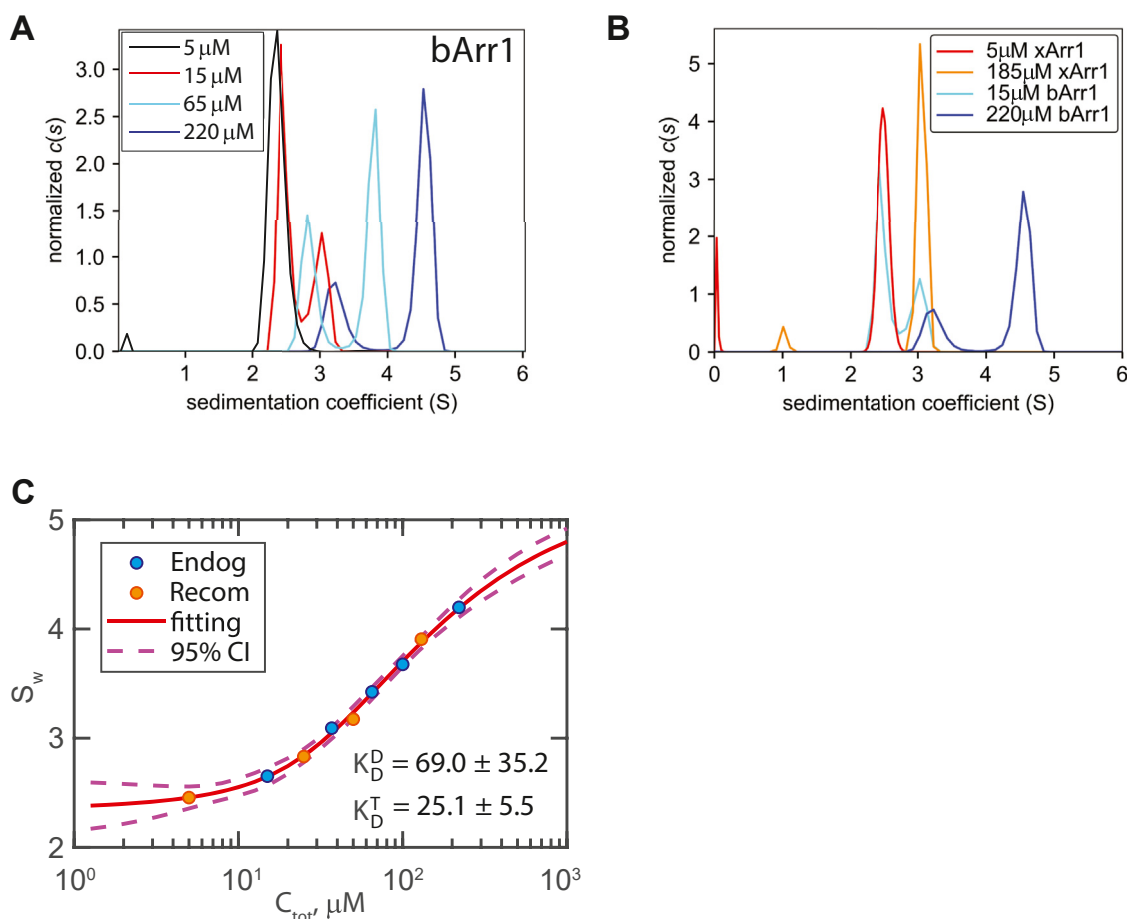 A
bArr1
5 μM
15 μM
65 μM
220 μM
normalized c(s)
3.0
2.5
2.0
1.5
1.0
0.5
0.0
1 2 3 4 5 6
sedimentation coefficient (S)
B
5μM xArr1
185μM xArr1
15μM bArr1
220μM bArr1
normalized c(s)
5
4
3
2
1
0
0 1 2 3 4 5 6
sedimentation coefficient (S)
C
Endog
Recom
fitting
95% CI
S_w
5
4
3
2
K_D^D = 69.0 ± 35.2
K_D^T = 25.1 ± 5.5
10^0 10^1 10^2 10^3
C_tot, μM